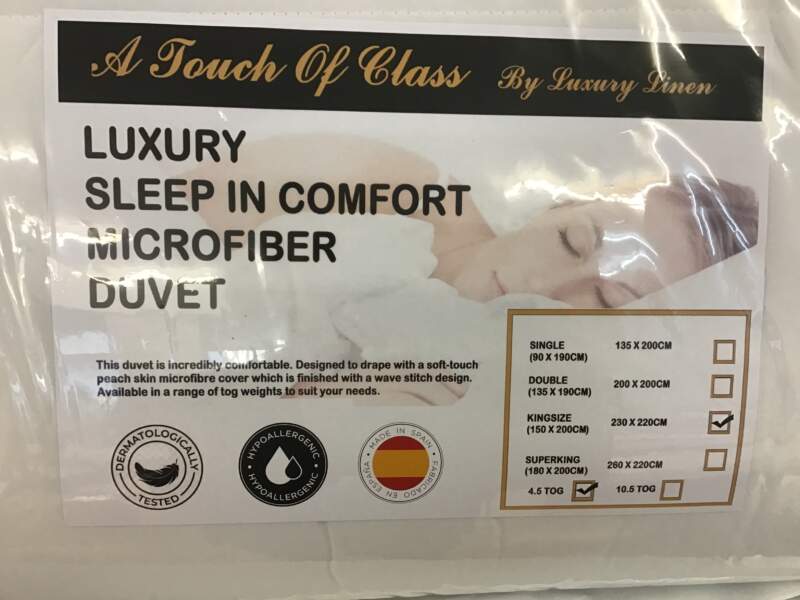 A Touch Of Class By Luxury Linen
LUXURY
SLEEP IN COMFORT
MICROFIBER
DUVET
This duvet is incredibly comfortable. Designed to drape with a soft-touch
peach skin microfibre cover which is finished with a wave stitch design.
Available in a range of tog weights to suit your needs.
DERMATOLOGICALLY
TESTED
HYPOALLERGENIC
HYPOALLERGENIC
MADE IN SPAIN
FABRICADO EN ESPAÑA
SINGLE 135 X 200CM
(90 X 190CM)
DOUBLE 200 X 200CM
(135 X 190CM)
KINGSIZE 230 X 220CM
(150 X 200CM)
SUPERKING 260 X 220CM
(180 X 200CM)
4.5 TOG 10.5 TOG